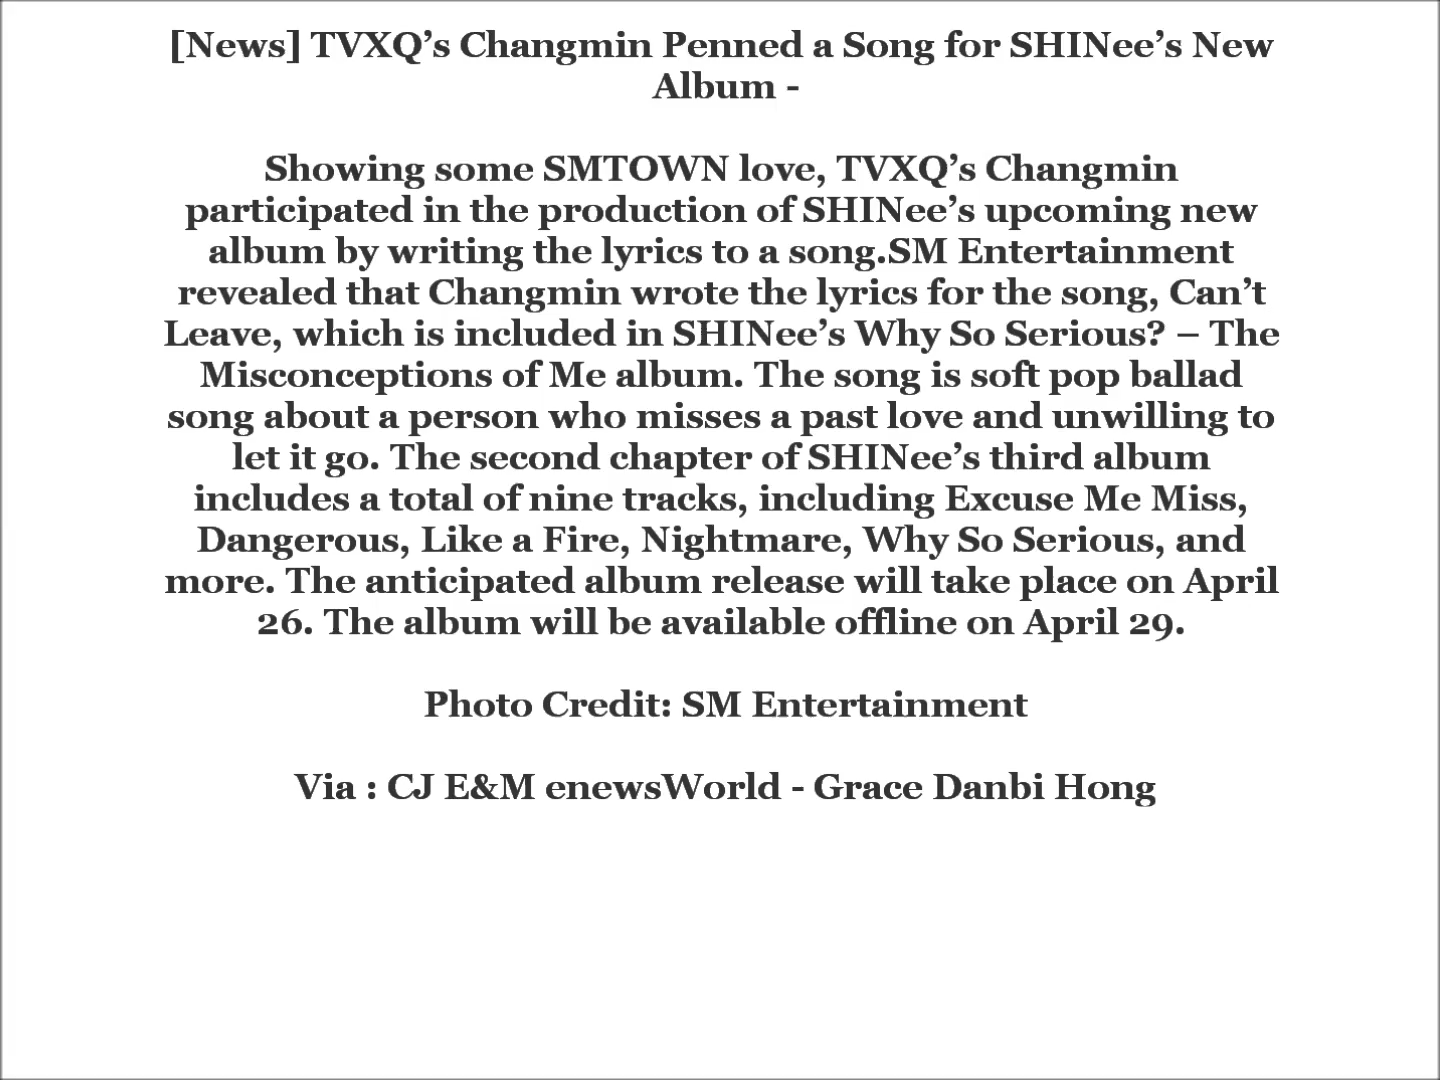 [News] TVXQ’s Changmin Penned a Song for SHINee’s New
Album -
Showing some SMTOWN love, TVXQ’s Changmin
participated in the production of SHINee’s upcoming new
album by writing the lyrics to a song.SM Entertainment
revealed that Changmin wrote the lyrics for the song, Can’t
Leave, which is included in SHINee’s Why So Serious? – The
Misconceptions of Me album. The song is soft pop ballad
song about a person who misses a past love and unwilling to
let it go. The second chapter of SHINee’s third album
includes a total of nine tracks, including Excuse Me Miss,
Dangerous, Like a Fire, Nightmare, Why So Serious, and
more. The anticipated album release will take place on April
26. The album will be available offline on April 29.
Photo Credit: SM Entertainment
Via : CJ E&M enewsWorld - Grace Danbi Hong